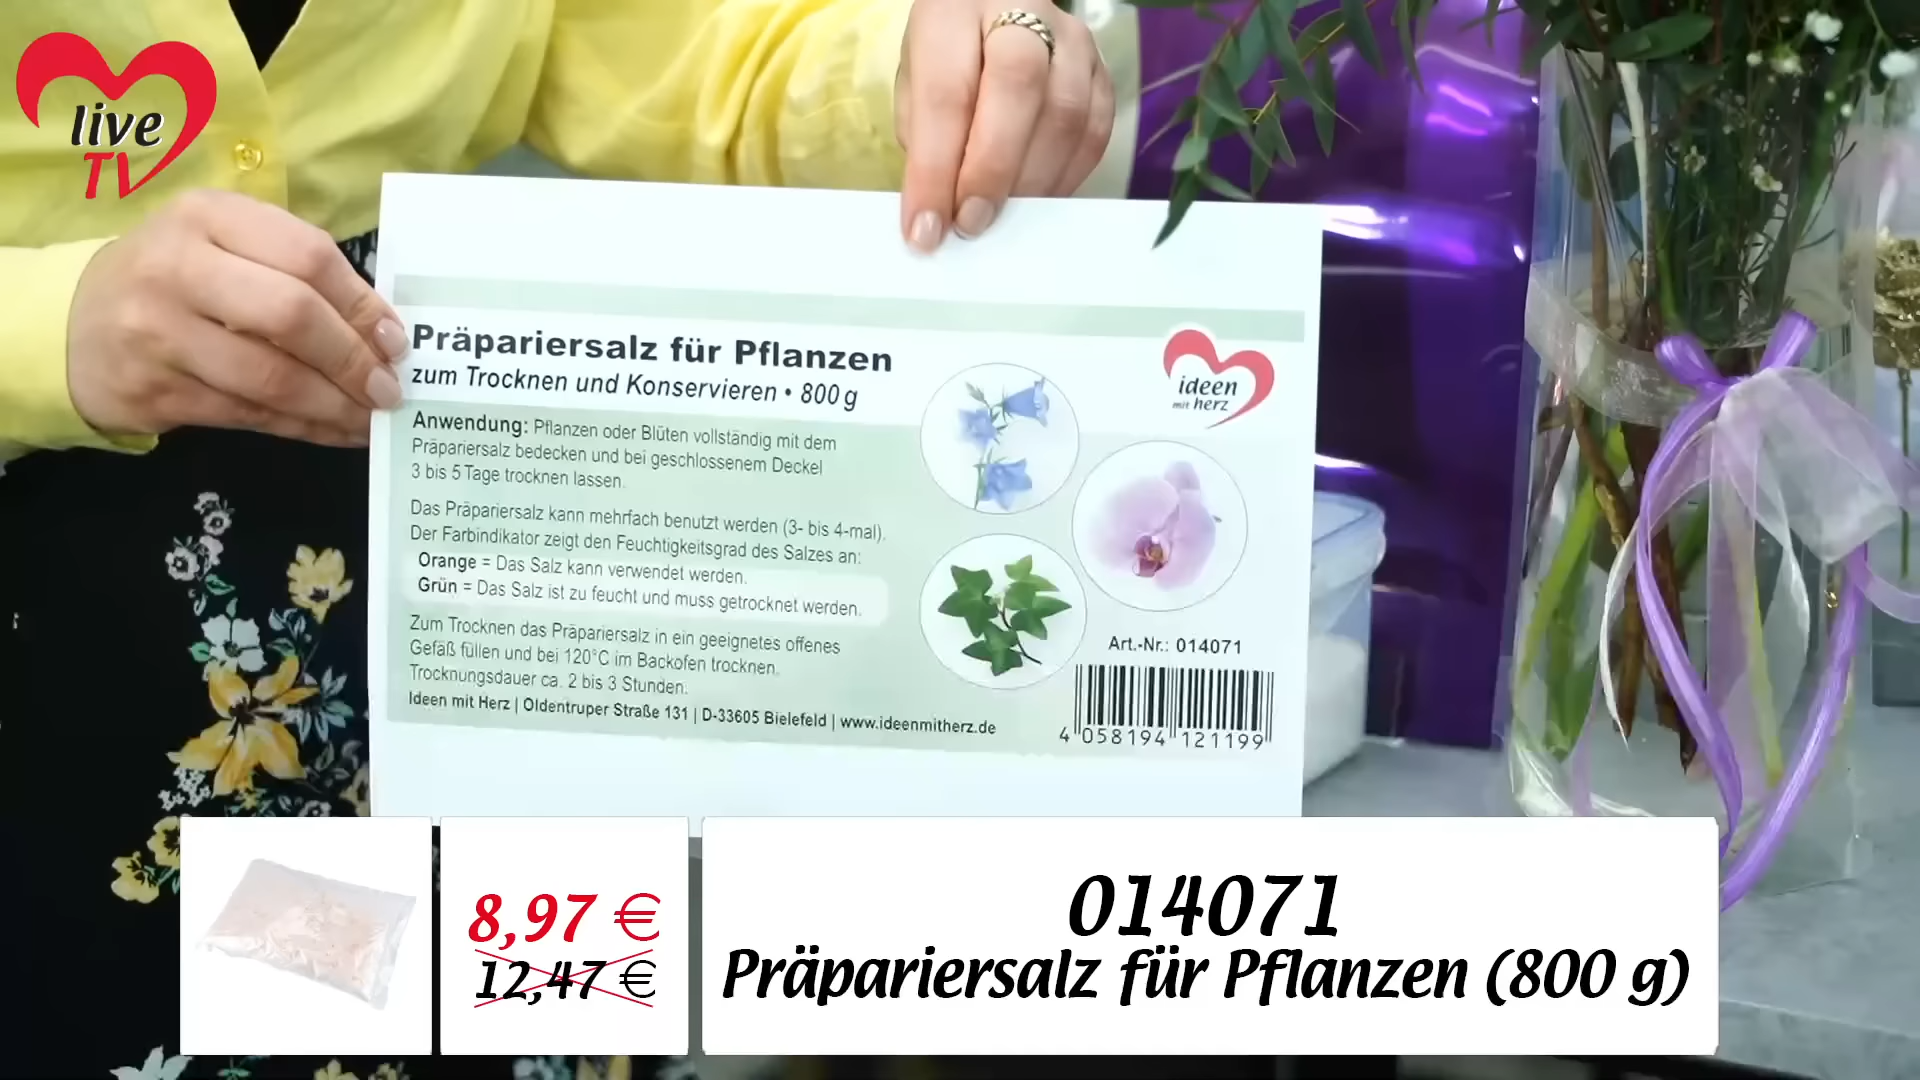 live
TV
Präpariersalz für Pflanzen
zum Trocknen und Konservieren • 800 g
Anwendung: Pflanzen oder Blüten vollständig mit dem
Präpariersalz bedecken und bei geschlossenem Deckel
3 bis 5 Tage trocknen lassen.
Das Präpariersalz kann mehrfach benutzt werden (3- bis 4-mal).
Der Farbindikator zeigt den Feuchtigkeitsgrad des Salzes an:
Orange = Das Salz kann verwendet werden.
Grün = Das Salz ist zu feucht und muss getrocknet werden.
Zum Trocknen das Präpariersalz in ein geeignetes offenes
Gefäß füllen und bei 120°C im Backofen trocknen.
Trocknungsdauer ca. 2 bis 3 Stunden.
Ideen mit Herz | Oldentruper Straße 131 | D-33605 Bielefeld | www.ideenmitherz.de
ideen
mit herz
Art.-Nr.: 014071
4 058194 121199
8,97 €
12,47 €
014071
Präpariersalz für Pflanzen (800 g)